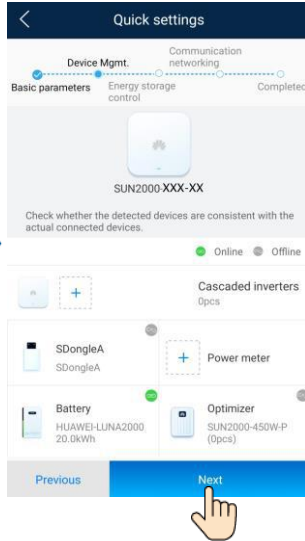 Quick settings
Communication
Device Mgmt. networking
Basic parameters Energy storage Completed
control
SUN2000-XXX-XX
Check whether the detected devices are consistent with the
actual connected devices.
Online Offline
+ Cascaded inverters
0pcs
SDongleA
SDongleA
+ Power meter
Battery
HUAWEI-LUNA2000
20.0kWh
Optimizer
SUN2000-450W-P
(0pcs)
Previous Next